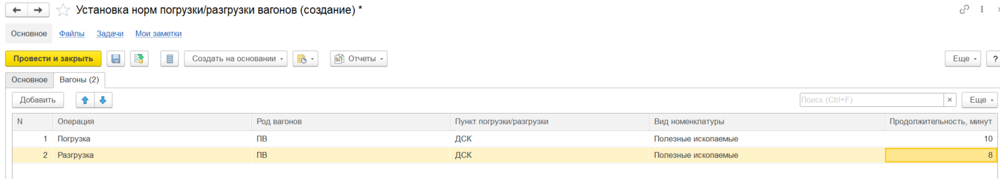 Установка норм погрузки/разгрузки вагонов (создание) *
Основное Файлы Задачи Мои заметки
Провести и закрыть Создать на основании Отчеты Еще ?
Основное Вагоны (2)
Добавить Поиск (Ctrl+F) × Еще
N Операция Род вагонов Пункт погрузки/разгрузки Вид номенклатуры Продолжительность, минут
1 Погрузка ПВ ДСК Полезные ископаемые 10
2 Разгрузка ПВ ДСК Полезные ископаемые 8